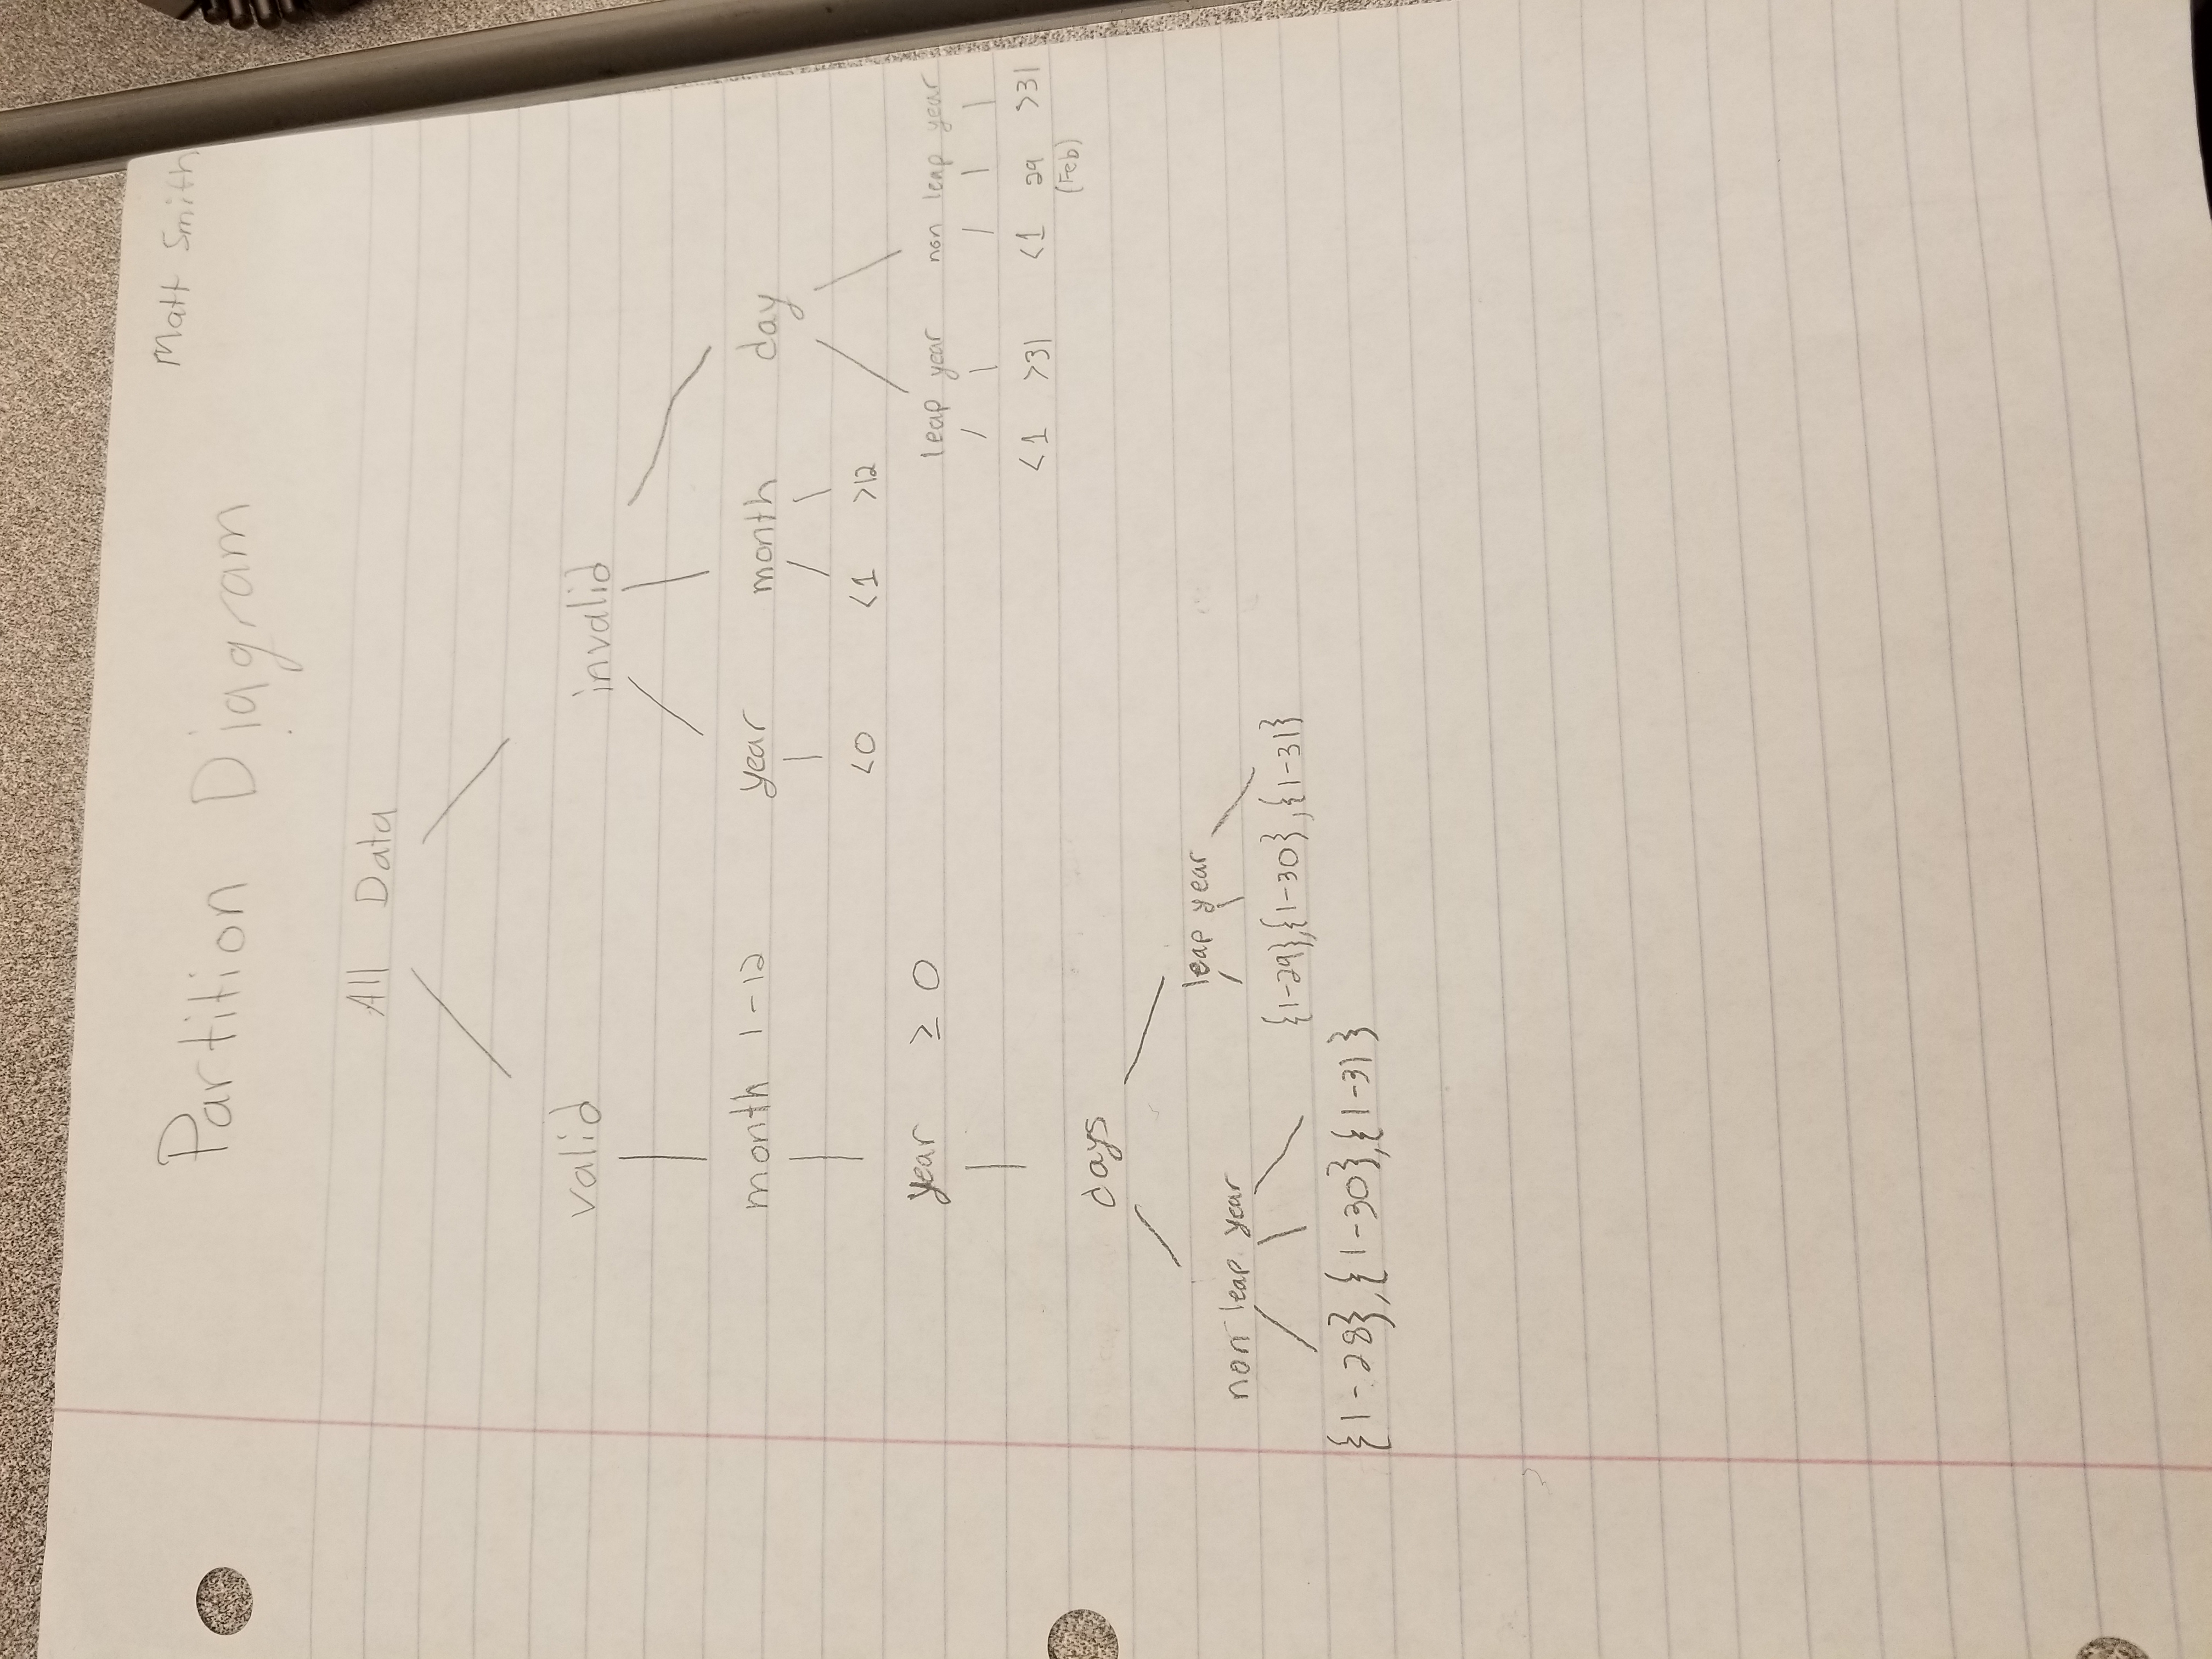 Matt Smith
Partition Diagram
All Data
valid invalid
month 1-12 year month day
<0 <1 >12
year ≥ 0 leap year non leap year
<1 >31 <1 29 >31
(Feb)
days
leap year
non leap year
{1-29},{1-30},{1-31}
{1-28},{1-30},{1-31}